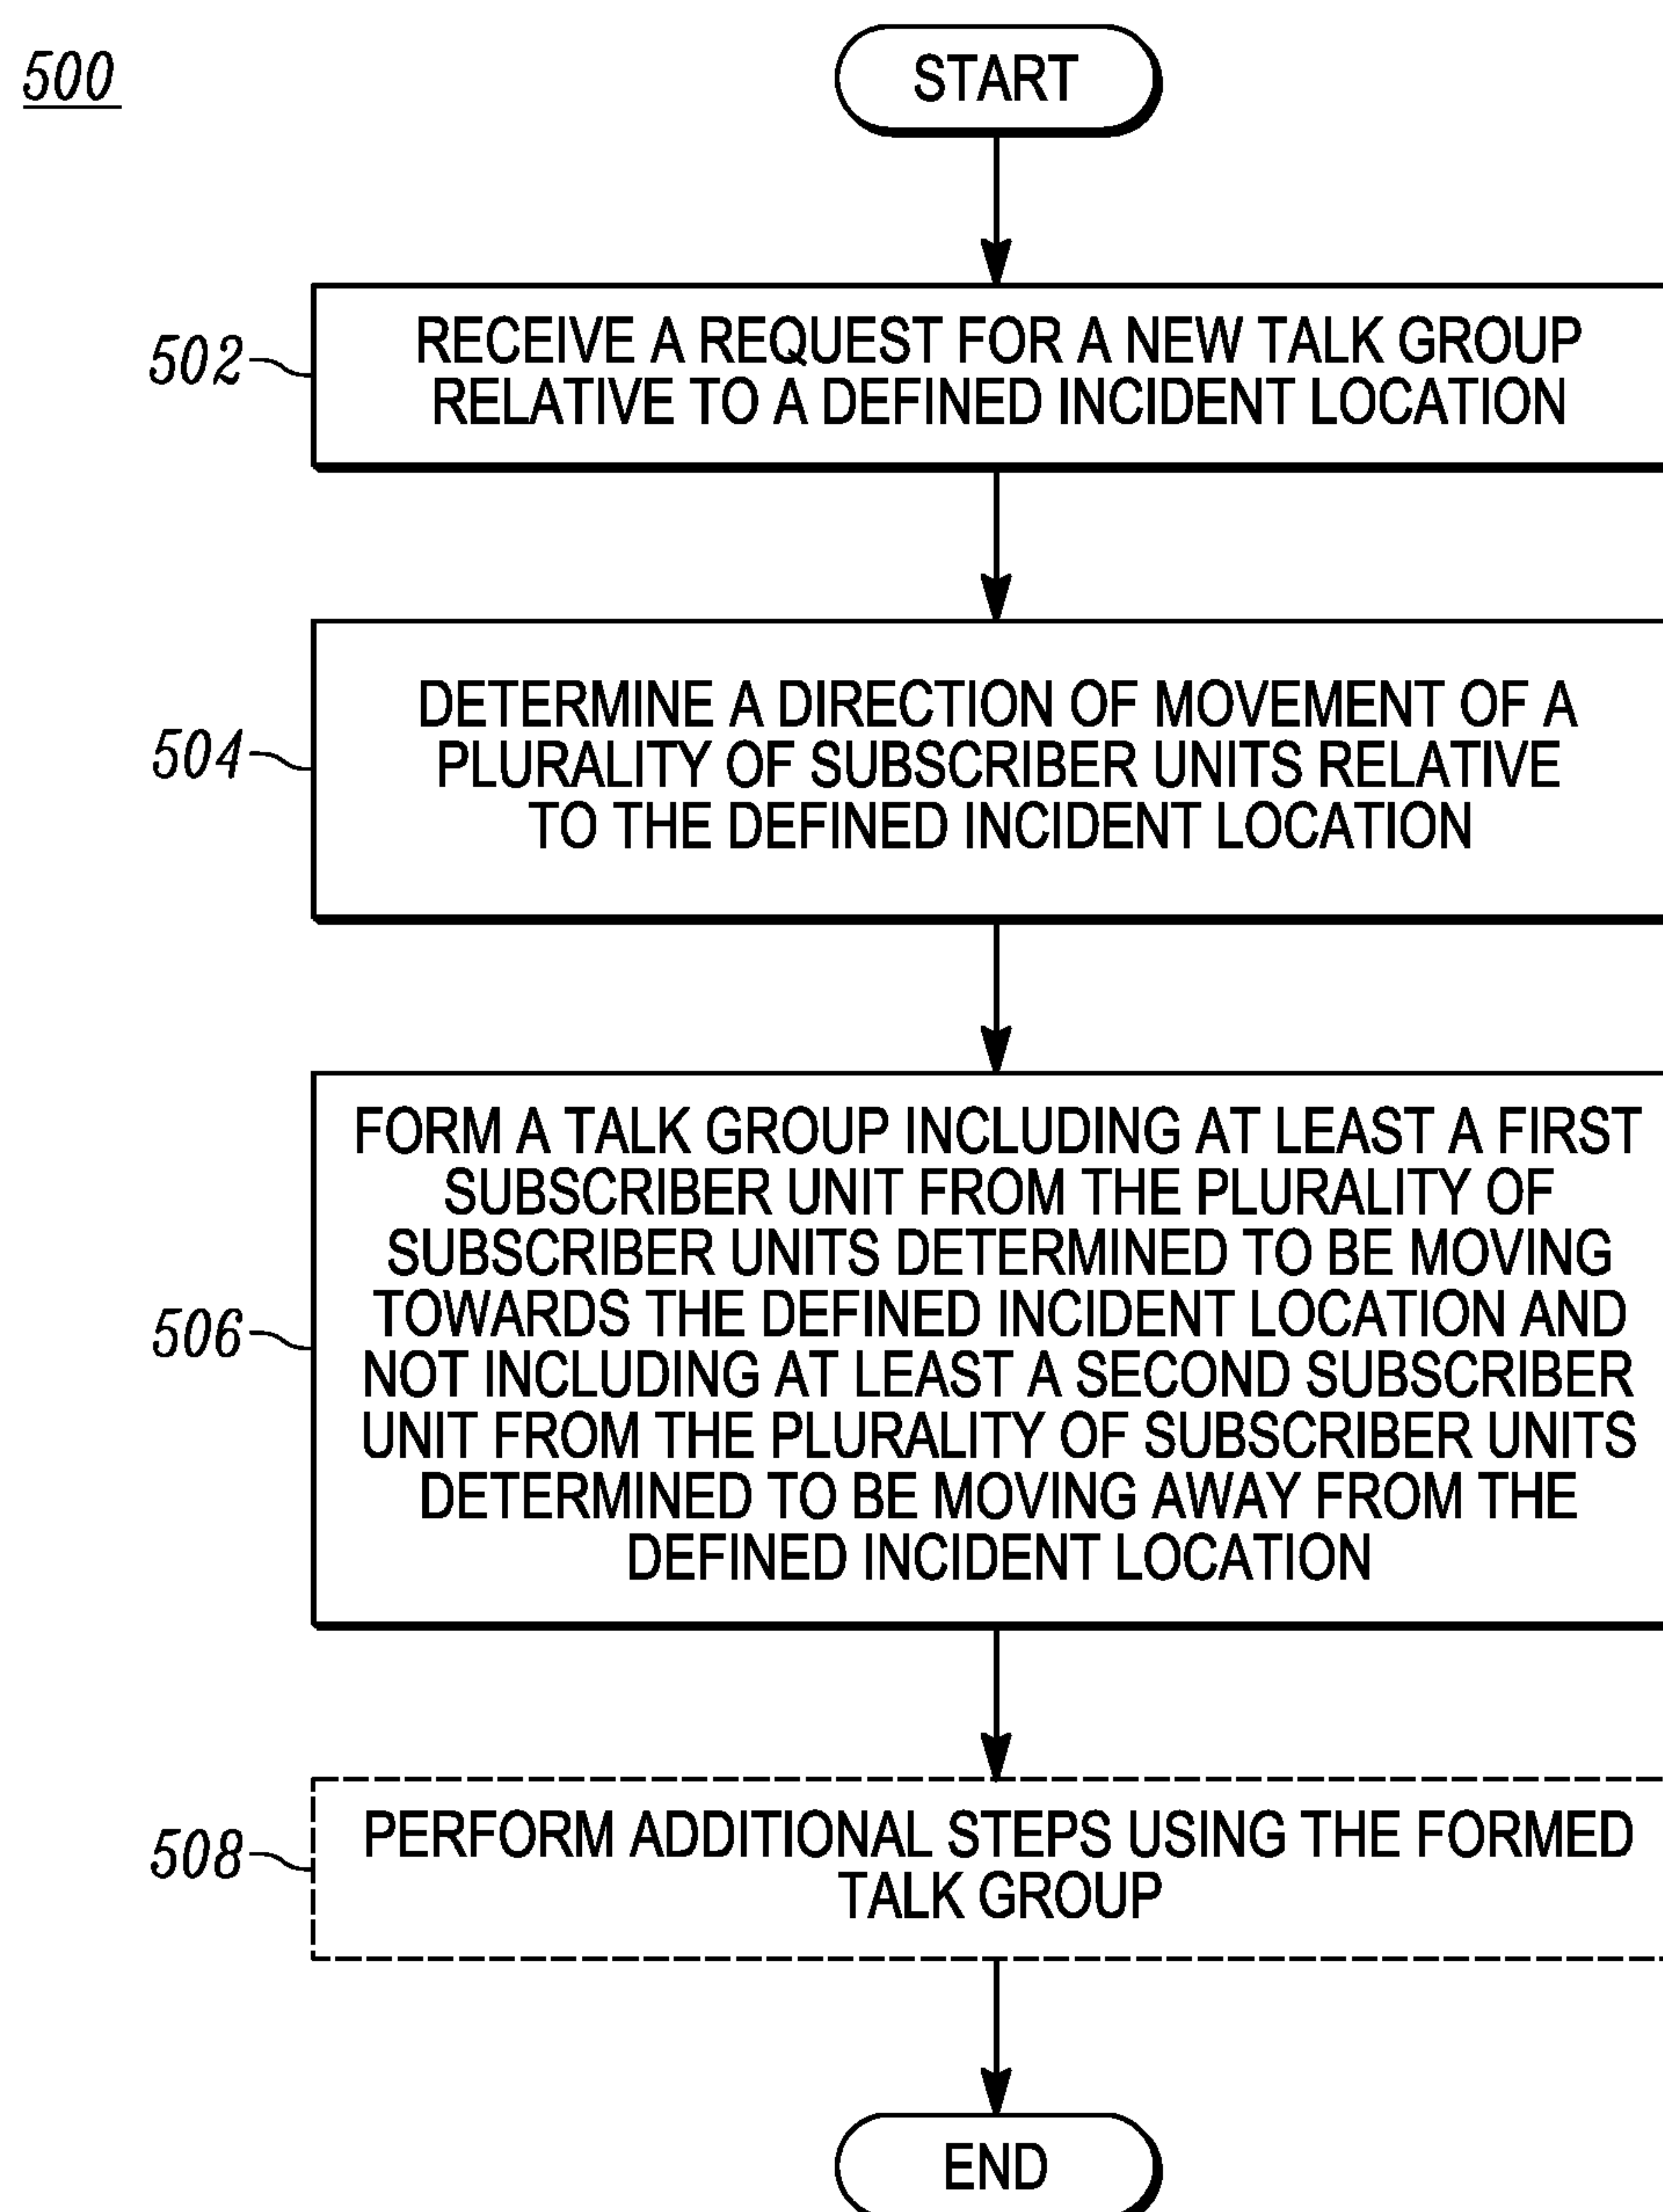 500
START
502
RECEIVE A REQUEST FOR A NEW TALK GROUP
RELATIVE TO A DEFINED INCIDENT LOCATION
504
DETERMINE A DIRECTION OF MOVEMENT OF A
PLURALITY OF SUBSCRIBER UNITS RELATIVE
TO THE DEFINED INCIDENT LOCATION
506
FORM A TALK GROUP INCLUDING AT LEAST A FIRST
SUBSCRIBER UNIT FROM THE PLURALITY OF
SUBSCRIBER UNITS DETERMINED TO BE MOVING
TOWARDS THE DEFINED INCIDENT LOCATION AND
NOT INCLUDING AT LEAST A SECOND SUBSCRIBER
UNIT FROM THE PLURALITY OF SUBSCRIBER UNITS
DETERMINED TO BE MOVING AWAY FROM THE
DEFINED INCIDENT LOCATION
508
PERFORM ADDITIONAL STEPS USING THE FORMED
TALK GROUP
END